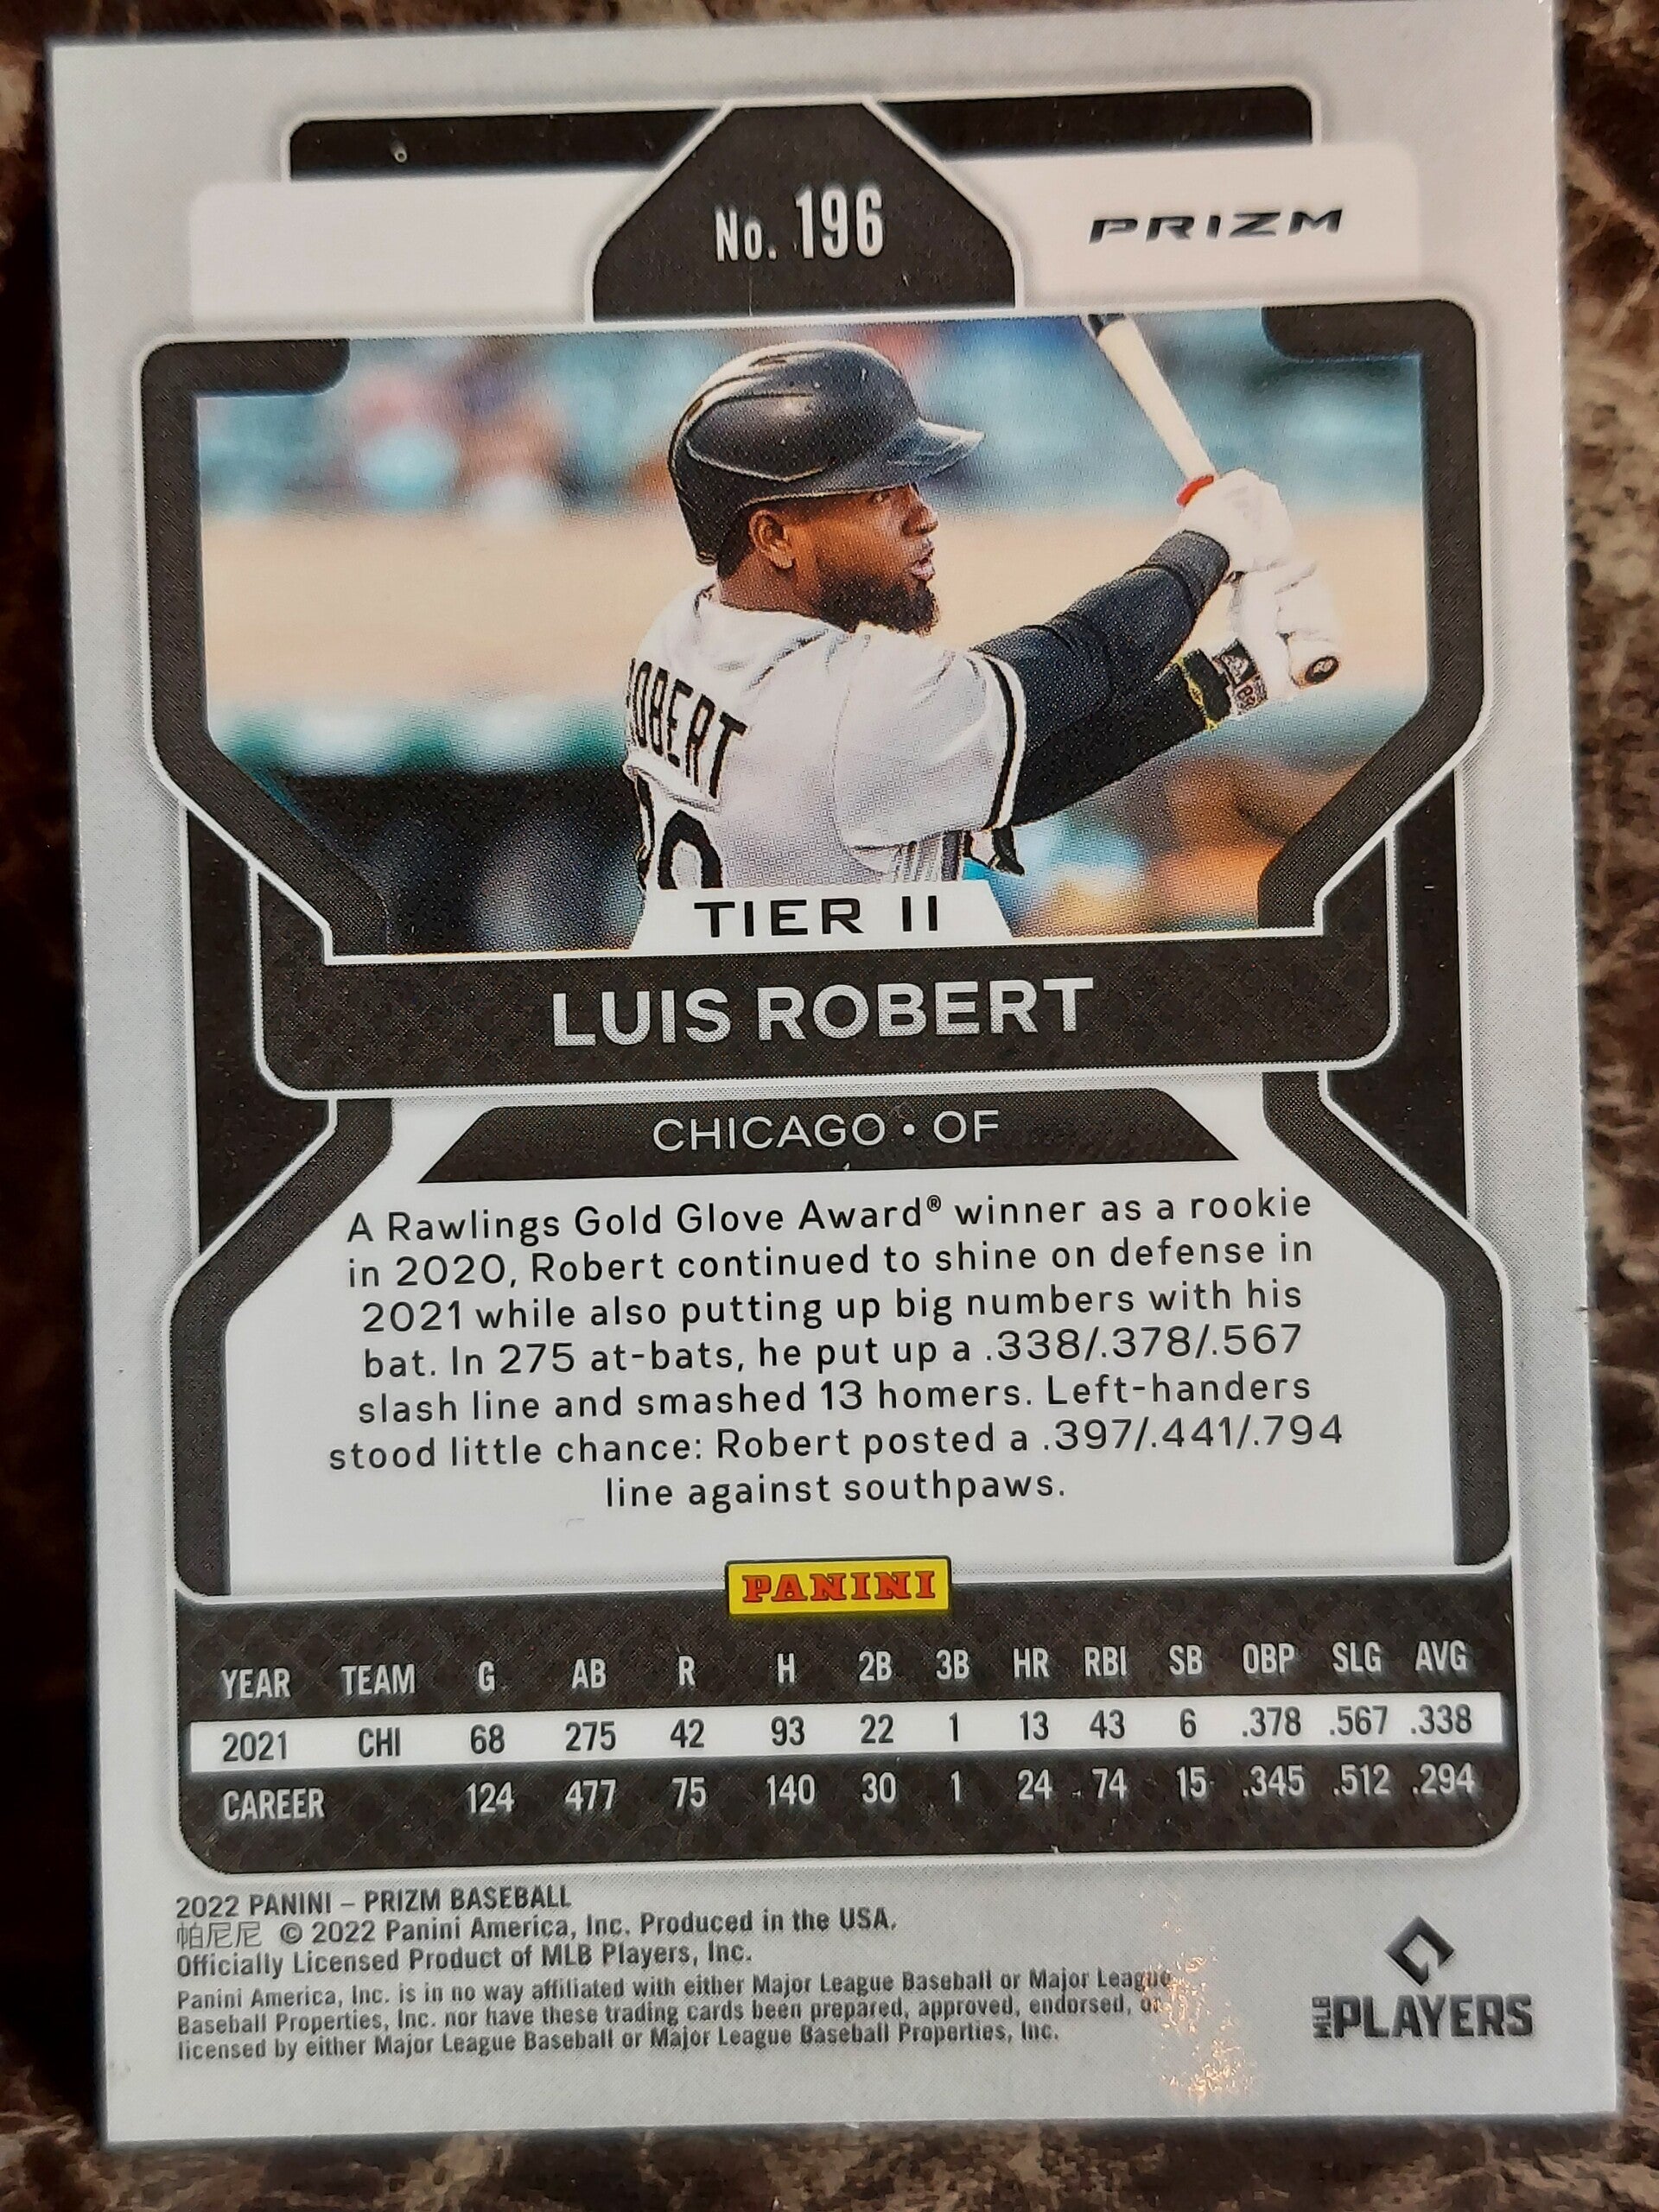 No. 196
PRIZM
OBERT
TIER II
LUIS ROBERT
CHICAGO • OF
A Rawlings Gold Glove Award® winner as a rookie
in 2020, Robert continued to shine on defense in
2021 while also putting up big numbers with his
bat. In 275 at-bats, he put up a .338/.378/.567
slash line and smashed 13 homers. Left-handers
stood little chance: Robert posted a .397/.441/.794
line against southpaws.
PANINI
YEAR TEAM G AB R H 2B 3B HR RBI SB OBP SLG AVG
2021 CHI 68 275 42 93 22 1 13 43 6 .378 .567 .338
CAREER 124 477 75 140 30 1 24 74 15 .345 .512 .294
2022 PANINI – PRIZM BASEBALL
帕尼尼 © 2022 Panini America, Inc. Produced in the USA.
Officially Licensed Product of MLB Players, Inc.
Panini America, Inc. is in no way affiliated with either Major League Baseball or Major League
Baseball Properties, Inc. nor have these trading cards been prepared, approved, endorsed, or
licensed by either Major League Baseball or Major League Baseball Properties, Inc.
MLB PLAYERS